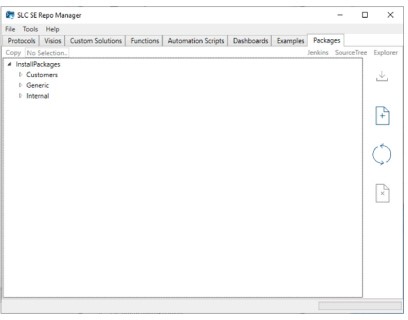 SLC SE Repo Manager
File Tools Help
Protocols Visios Custom Solutions Functions Automation Scripts Dashboards Examples Packages
Copy No Selection.. Jenkins SourceTree Explorer
InstallPackages
Customers
Generic
Internal